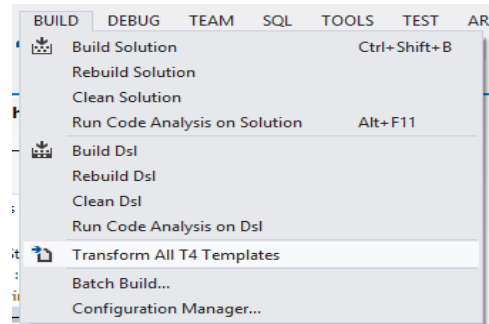 BUILD DEBUG TEAM SQL TOOLS TEST AR
Build Solution Ctrl+Shift+B
Rebuild Solution
Clean Solution
Run Code Analysis on Solution Alt+F11
Build Dsl
Rebuild Dsl
Clean Dsl
Run Code Analysis on Dsl
Transform All T4 Templates
Batch Build...
Configuration Manager...